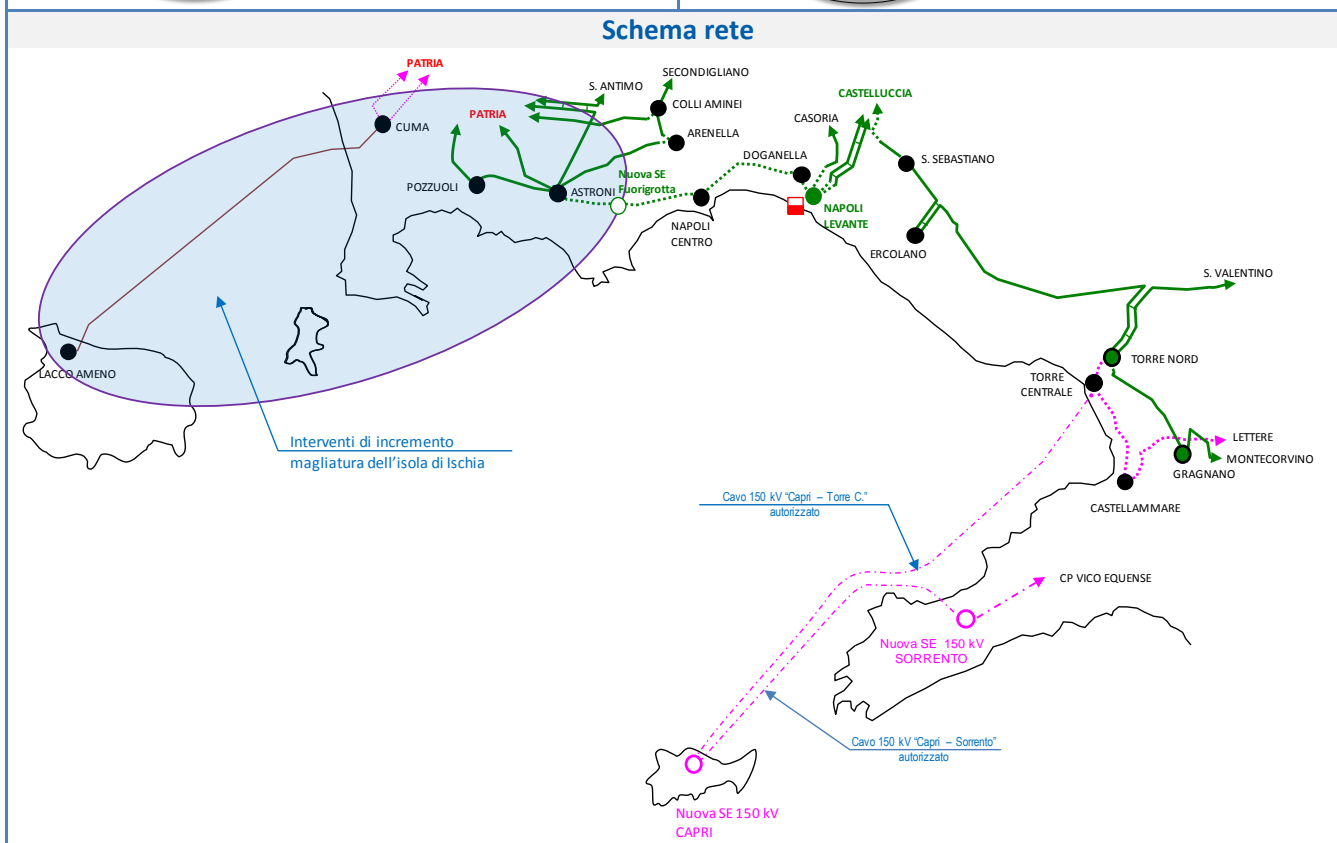 Schema rete
PATRIA
SECONDIGLIANO
S. ANTIMO
COLLI AMINEI
CASTELLUCCIA
PATRIA
CASORIA
CUMA
ARENELLA
DOGANELLA
S. SEBASTIANO
Nuova SE
Fuorigrotta
POZZUOLI
ASTRONI
NAPOLI
LEVANTE
NAPOLI
CENTRO
ERCOLANO
S. VALENTINO
TORRE NORD
LACCO AMENO
TORRE
CENTRALE
Interventi di incremento
magliatura dell’isola di Ischia
LETTERE
MONTECORVINO
GRAGNANO
Cavo 150 kV “Capri – Torre C.”
autorizzato
CASTELLAMMARE
CP VICO EQUENSE
Nuova SE 150 kV
SORRENTO
Cavo 150 kV “Capri – Sorrento”
autorizzato
Nuova SE 150 kV
CAPRI